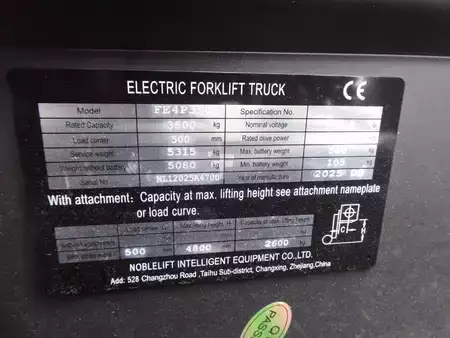 ELECTRIC FORKLIFT TRUCK CE
Model FE4P35 Specification No.
Rated Capacity 3500 kg Nominal voltage
Load center 500 mm Rated drive power
Service weight 5315 kg Max. battery weight kg
Weight without battery 5080 kg Min. battery weight 105 kg
Serial No NL12025A4700 Year of manufacture 2025
With attachment: Capacity at max. lifting height see attachment nameplate
or load curve.
500 4800 2600
NOBLELIFT INTELLIGENT EQUIPMENT CO.,LTD.
Add: 528 Changzhou Road ,Taihu Sub-district, Changxing, Zhejiang,China